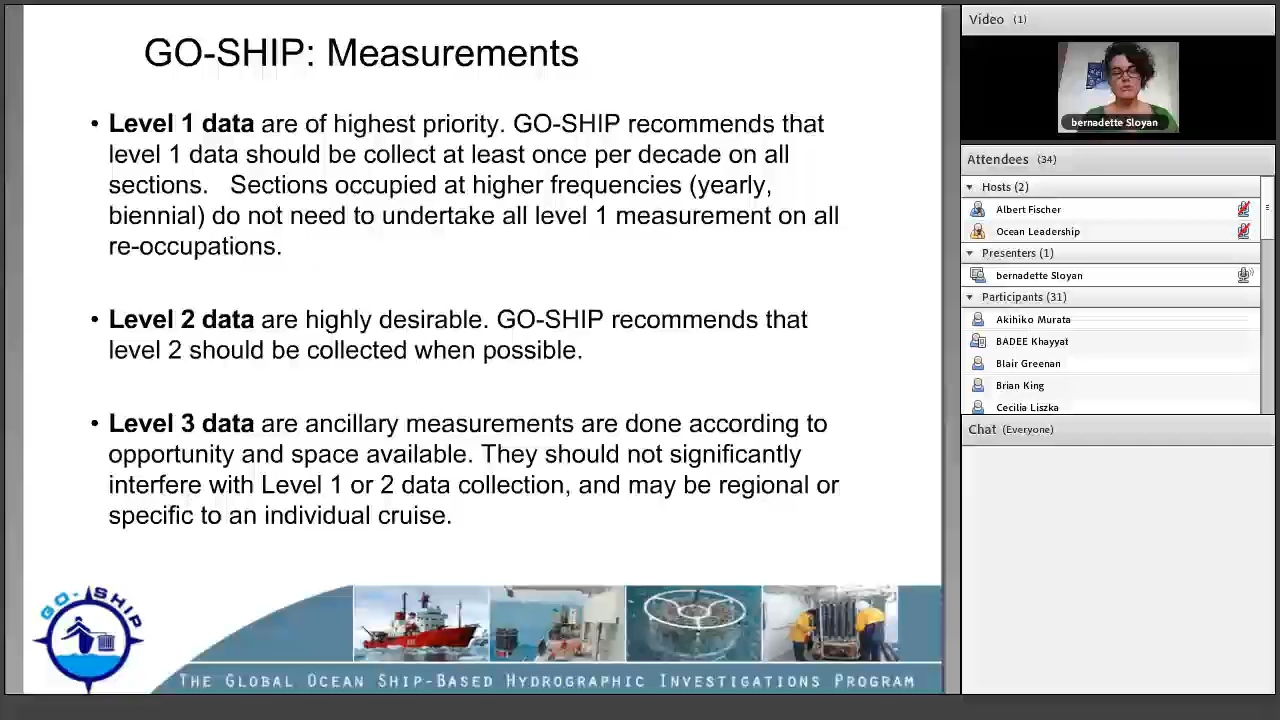 GO-SHIP: Measurements
• Level 1 data are of highest priority. GO-SHIP recommends that
level 1 data should be collect at least once per decade on all
sections. Sections occupied at higher frequencies (yearly,
biennial) do not need to undertake all level 1 measurement on all
re-occupations.
• Level 2 data are highly desirable. GO-SHIP recommends that
level 2 should be collected when possible.
• Level 3 data are ancillary measurements are done according to
opportunity and space available. They should not significantly
interfere with Level 1 or 2 data collection, and may be regional or
specific to an individual cruise.
GO-SHIP
THE GLOBAL OCEAN SHIP-BASED HYDROGRAPHIC INVESTIGATIONS PROGRAM
Video (1)
bernadette Sloyan
Attendees (34)
Hosts (2)
Albert Fischer
Ocean Leadership
Presenters (1)
bernadette Sloyan
Participants (31)
Akihiko Murata
BADEE Khayyat
Blair Greenan
Brian King
Cecilia Liszka
Chat (Everyone)